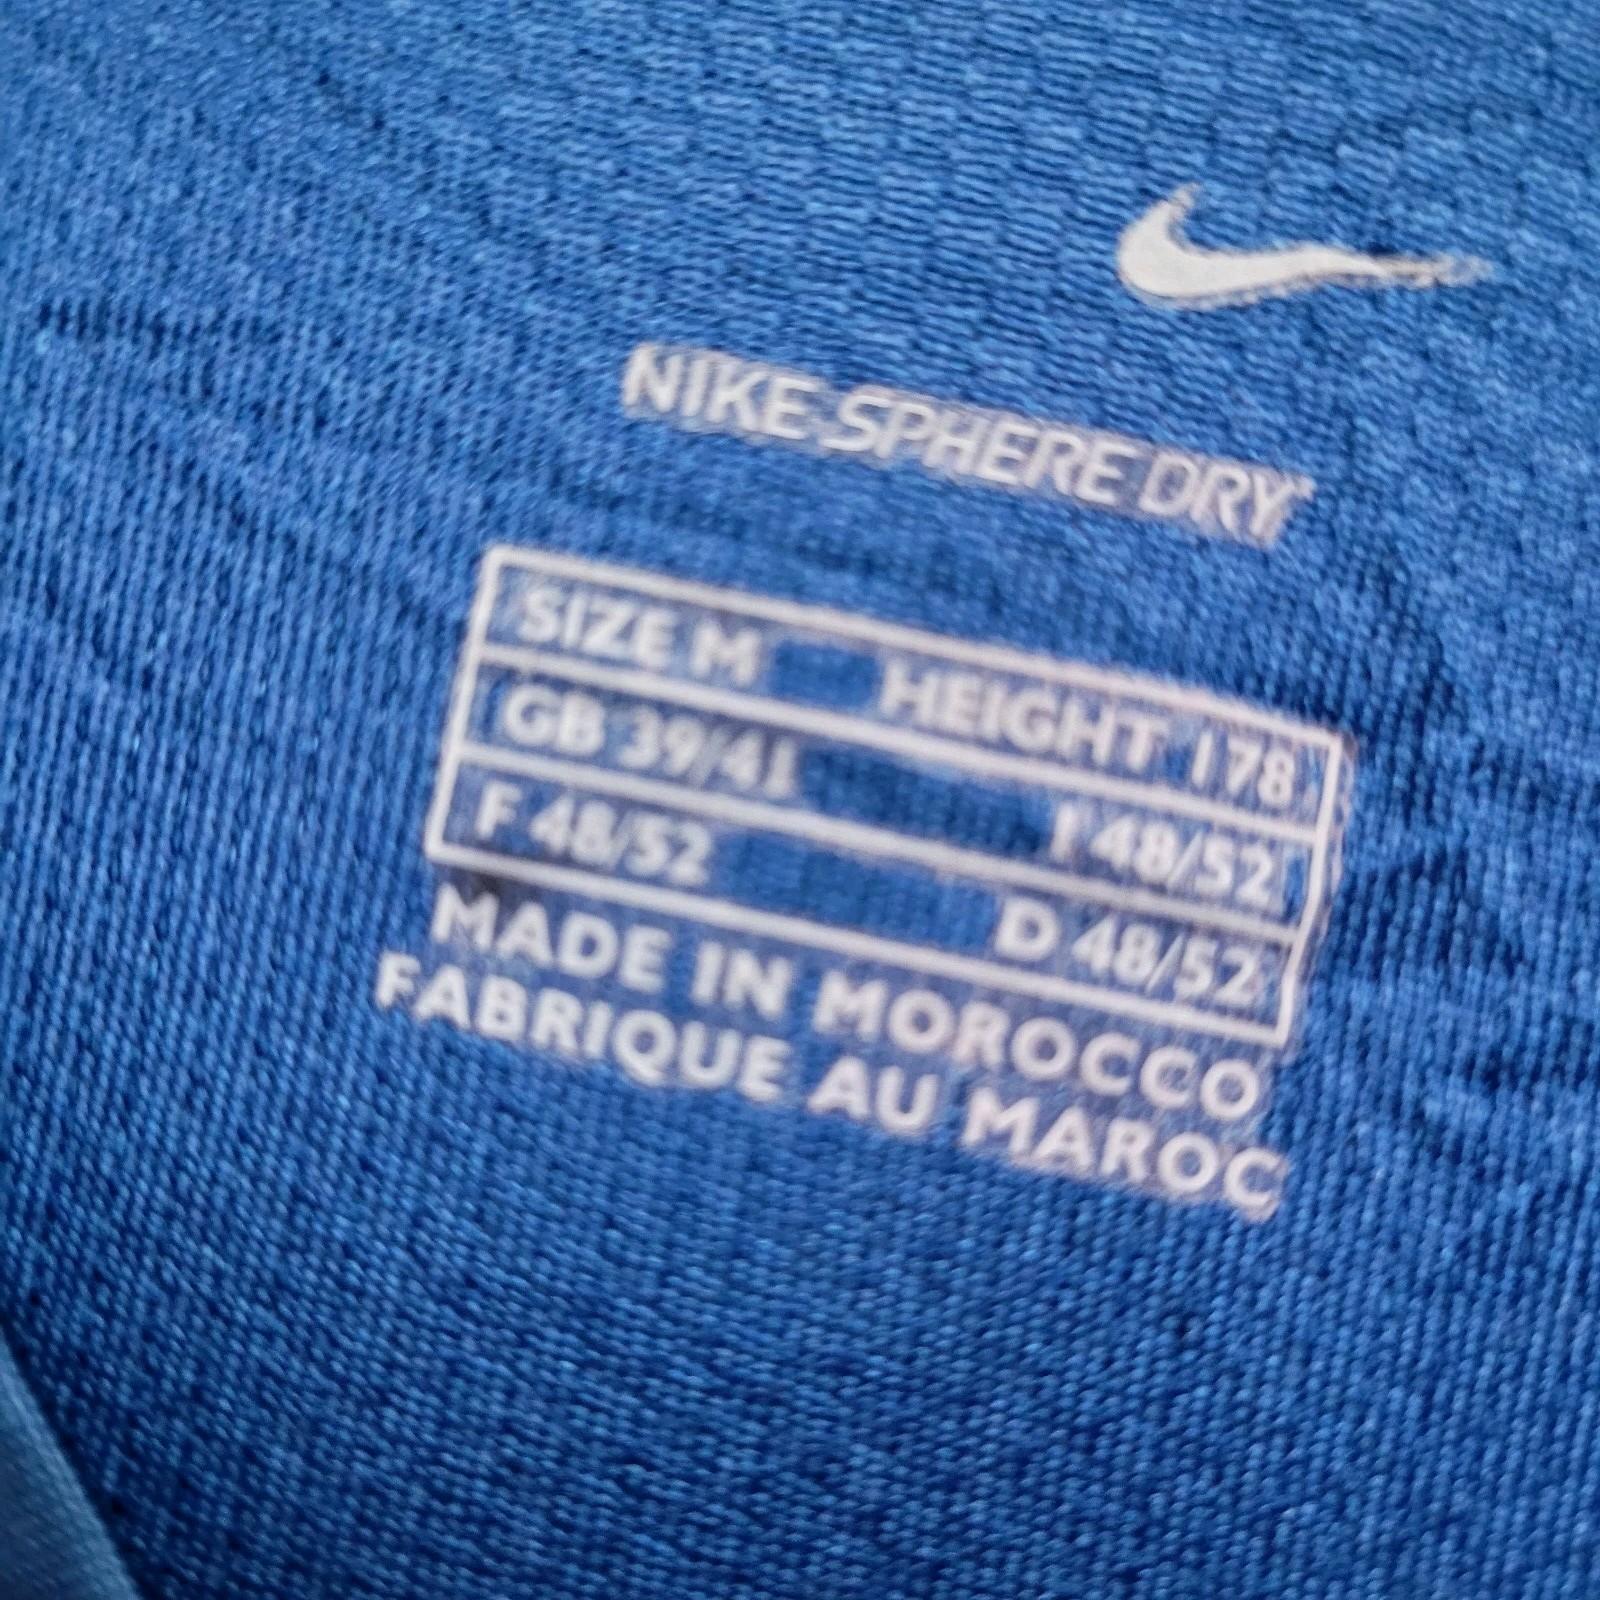 NIKE SPHERE DRY
SIZE M HEIGHT 178
GB 39/41 I 48/52
F 48/52 D 48/52
MADE IN MOROCCO
FABRIQUE AU MAROC